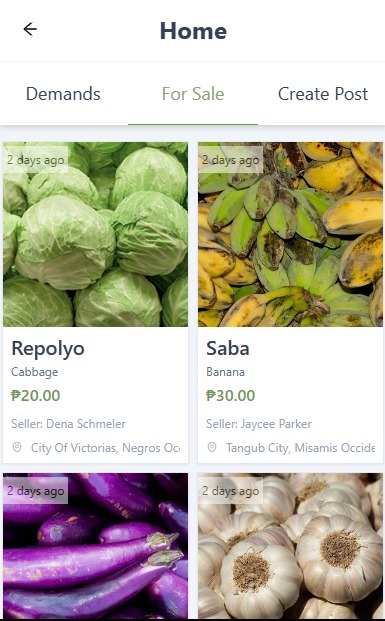 Home
Demands
For Sale
Create Post
2 days ago
2 days ago
Repolyo
Cabbage
₱20.00
Seller: Dena Schmeler
City Of Victorias, Negros Occ
Saba
Banana
₱30.00
Seller: Jaycee Parker
Tangub City, Misamis Occide
2 days ago
2 days ago